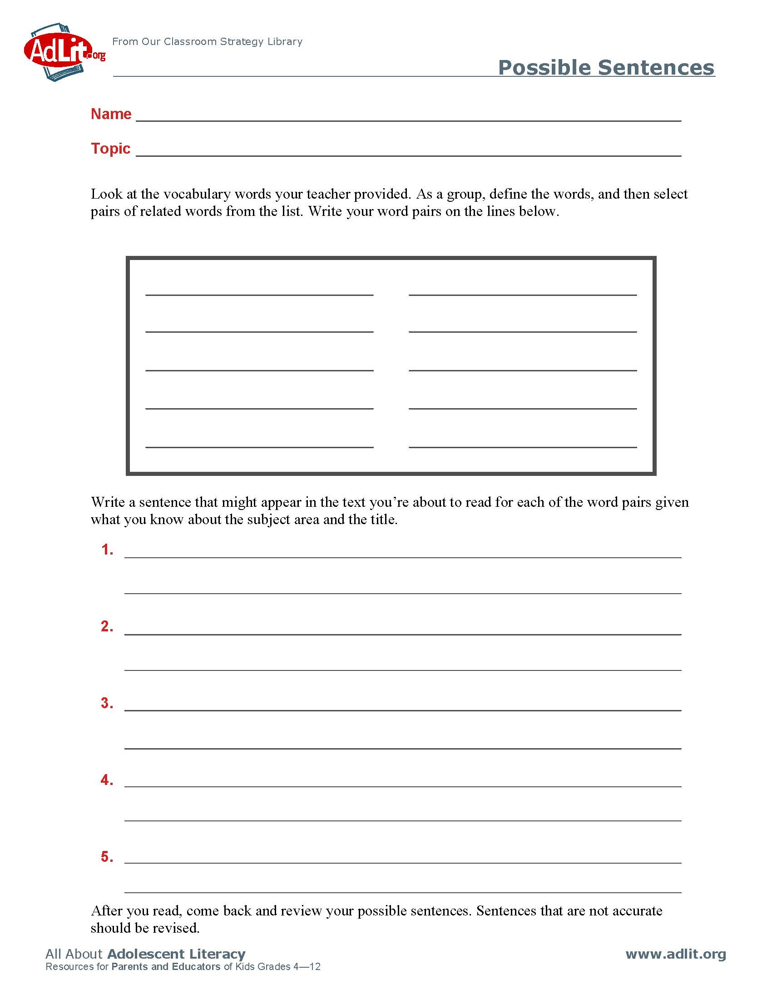 AdLit.org
From Our Classroom Strategy Library
Possible Sentences
Name
Topic
Look at the vocabulary words your teacher provided. As a group, define the words, and then select
pairs of related words from the list. Write your word pairs on the lines below.
Write a sentence that might appear in the text you’re about to read for each of the word pairs given
what you know about the subject area and the title.
1.
2.
3.
4.
5.
After you read, come back and review your possible sentences. Sentences that are not accurate
should be revised.
All About Adolescent Literacy
www.adlit.org
Resources for Parents and Educators of Kids Grades 4—12